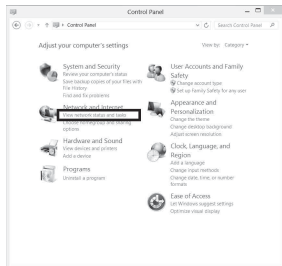 Control Panel
Control Panel
Search Control Panel
Adjust your computer's settings
View by: Category
System and Security
Review your computer's status
Save backup copies of your files with
File History
Find and fix problems
Network and Internet
View network status and tasks
Choose homegroup and sharing
options
Hardware and Sound
View devices and printers
Add a device
Programs
Uninstall a program
User Accounts and Family
Safety
Change account type
Set up Family Safety for any user
Appearance and
Personalization
Change the theme
Change desktop background
Adjust screen resolution
Clock, Language, and
Region
Add a language
Change input methods
Change date, time, or number
formats
Ease of Access
Let Windows suggest settings
Optimize visual display